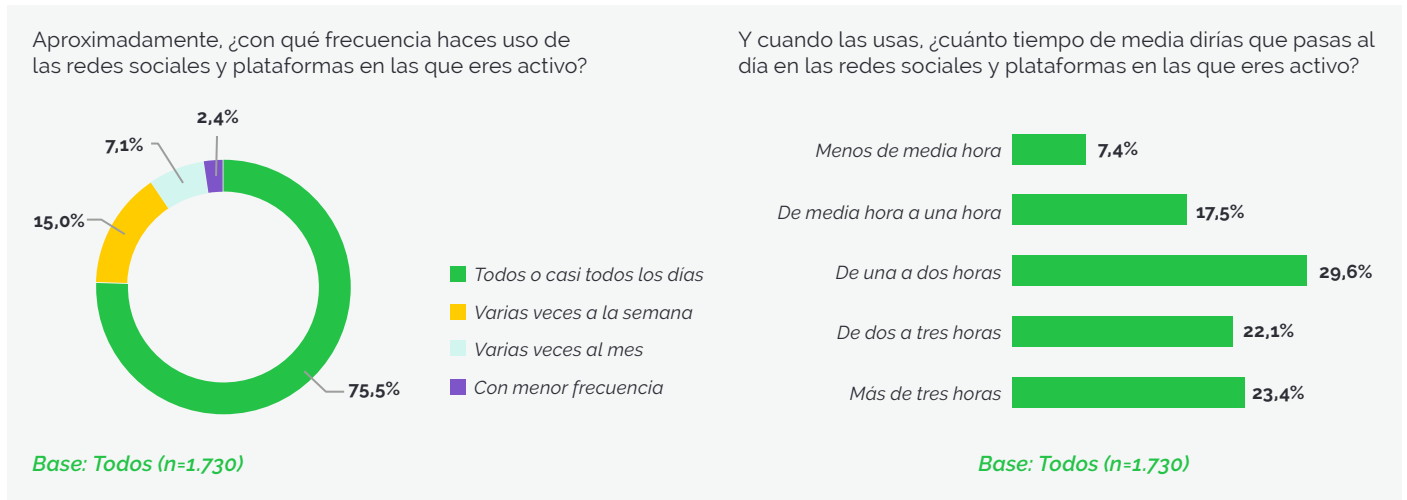 Aproximadamente, ¿con qué frecuencia haces uso de
las redes sociales y plataformas en las que eres activo?
2,4%
7,1%
15,0%
75,5%
Todos o casi todos los dias
Varias veces a la semana
Varias veces al mes
Con menor frecuencia
Base: Todos (n=1.730)
Y cuando las usas, ¿cuánto tiempo de media dirías que pasas al
día en las redes sociales y plataformas en las que eres activo?
Menos de media hora 7,4%
De media hora a una hora 17,5%
De una a dos horas 29,6%
De dos a tres horas 22,1%
Más de tres horas 23,4%
Base: Todos (n=1.730)